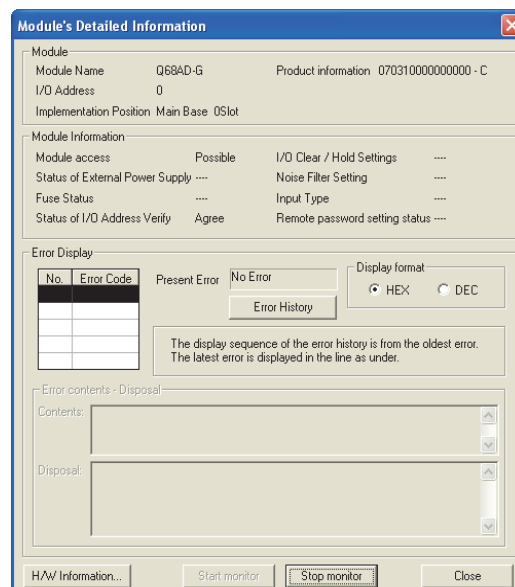 Module's Detailed Information
Module
Module Name Q68AD-G Product information 070310000000000 - C
I/O Address 0
Implementation Position Main Base 0Slot
Module Information
Module access Possible I/O Clear / Hold Settings ----
Status of External Power Supply ---- Noise Filter Setting ----
Fuse Status ---- Input Type ----
Status of I/O Address Verify Agree Remote password setting status ----
Error Display
No. Error Code Present Error No Error Display format
HEX DEC
Error History
The display sequence of the error history is from the oldest error.
The latest error is displayed in the line as under.
Error contents - Disposal
Contents:
Disposal:
H/W Information... Start monitor Stop monitor Close